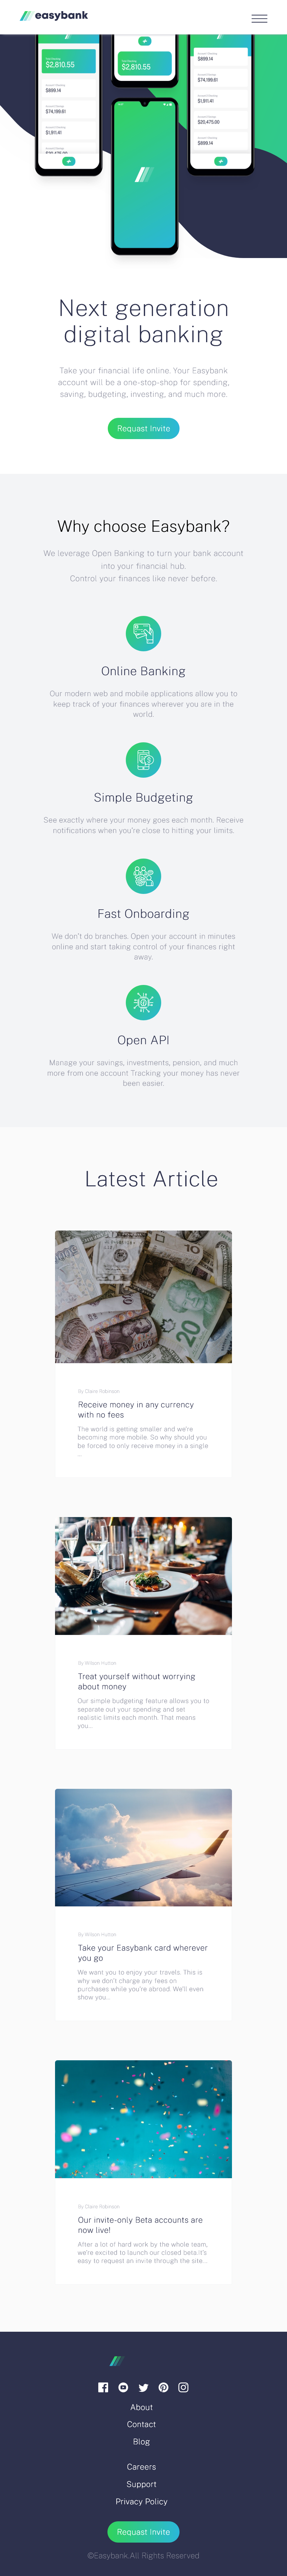 easybank
Total Balance
$2,810.55
$899.14
$74,199.61
$1,911.41
$2,810.55
$899.14
$74,199.61
$1,911.41
$20,475.00
$899.14
Next generation
digital banking
Take your financial life online. Your Easybank
account will be a one-stop-shop for spending,
saving, budgeting, investing, and much more.
Requast Invite
Why choose Easybank?
We leverage Open Banking to turn your bank account
into your financial hub.
Control your finances like never before.
Online Banking
Our modern web and mobile applications allow you to
keep track of your finances wherever you are in the
world.
Simple Budgeting
See exactly where your money goes each month. Receive
notifications when you're close to hitting your limits.
Fast Onboarding
We don't do branches. Open your account in minutes
online and start taking control of your finances right
away.
Open API
Manage your savings, investments, pension, and much
more from one account Tracking your money has never
been easier.
Latest Article
By Claire Robinson
Receive money in any currency
with no fees
The world is getting smaller and we're
becoming more mobile. So why should you
be forced to only receive money in a single
...
By Wilson Hutton
Treat yourself without worrying
about money
Our simple budgeting feature allows you to
separate out your spending and set
realistic limits each month. That means
you...
By Wilson Hutton
Take your Easybank card wherever
you go
We want you to enjoy your travels. This is
why we don't charge any fees on
purchases while you're abroad. We'll even
show you...
By Claire Robinson
Our invite-only Beta accounts are
now live!
After a lot of hard work by the whole team,
we're excited to launch our closed beta.It's
easy to request an invite through the site...
About
Contact
Blog
Careers
Support
Privacy Policy
Requast Invite
©Easybank.All Rights Reserved